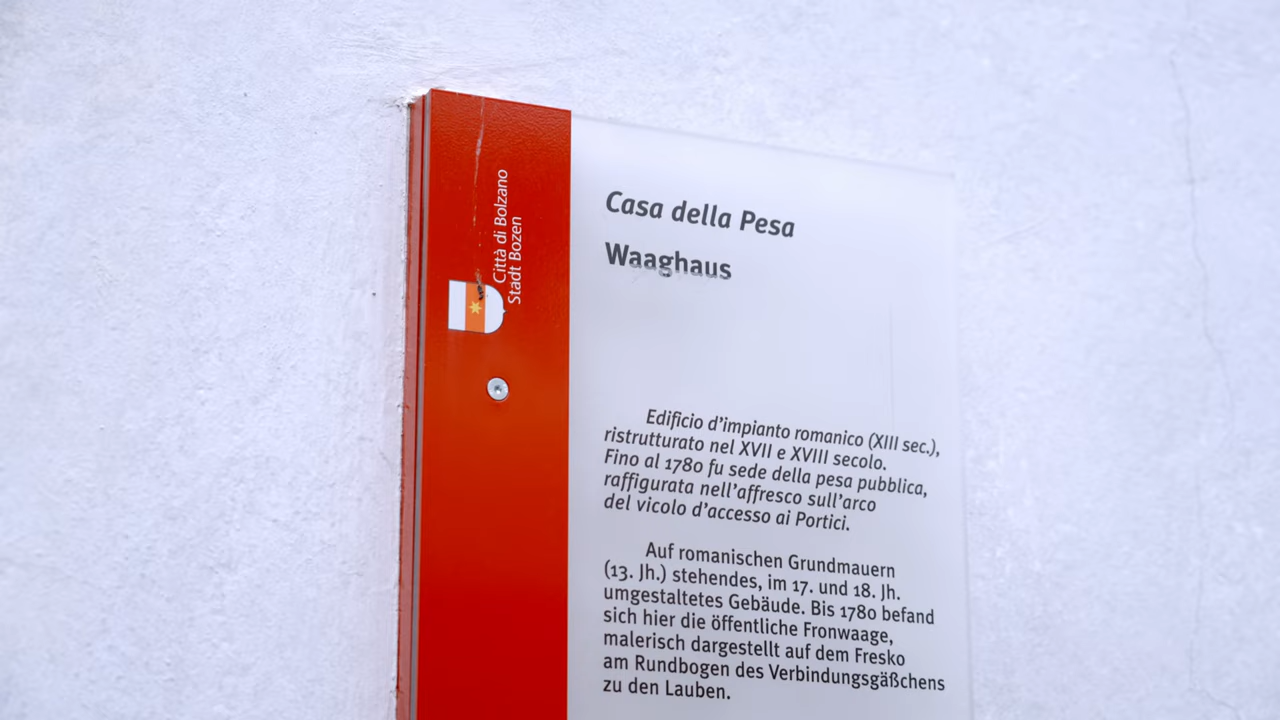 Città di Bolzano
Stadt Bozen
Casa della Pesa
Waaghaus
Edificio d'impianto romanico (XIII sec.),
ristrutturato nel XVII e XVIII secolo.
Fino al 1780 fu sede della pesa pubblica,
raffigurata nell'affresco sull'arco
del vicolo d'accesso ai Portici.
Auf romanischen Grundmauern
(13. Jh.) stehendes, im 17. und 18. Jh.
umgestaltetes Gebäude. Bis 1780 befand
sich hier die öffentliche Fronwaage,
malerisch dargestellt auf dem Fresko
am Rundbogen des Verbindungsgäßchens
zu den Lauben.